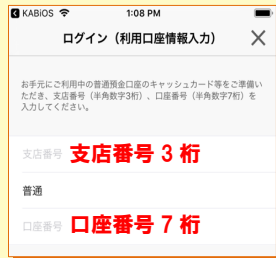 KABiOS 1:08 PM
ログイン（利用口座情報入力）
お手元にご利用中の普通預金口座のキャッシュカード等をご準備い
ただき、支店番号（半角数字3桁）、口座番号（半角数字7桁）を
入力してください。
支店番号 支店番号 3 桁
普通
口座番号 口座番号 7 桁